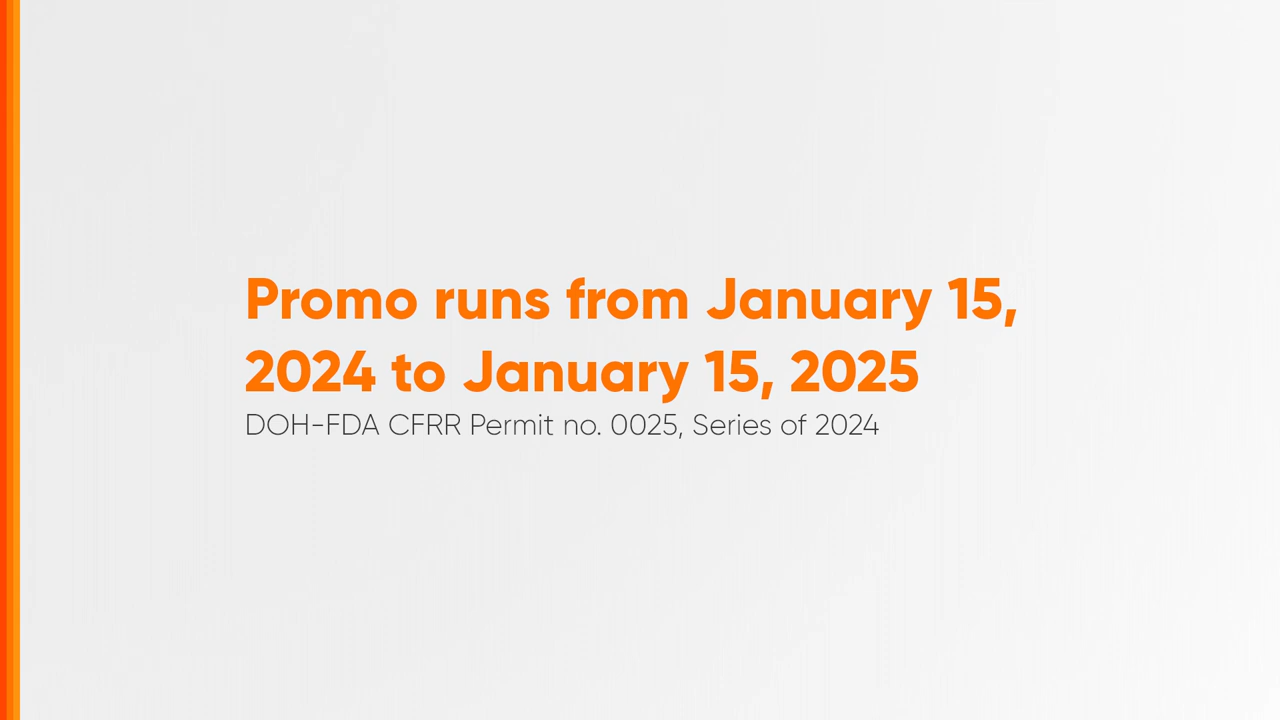 Promo runs from January 15,
2024 to January 15, 2025
DOH-FDA CFRR Permit no. 0025, Series of 2024